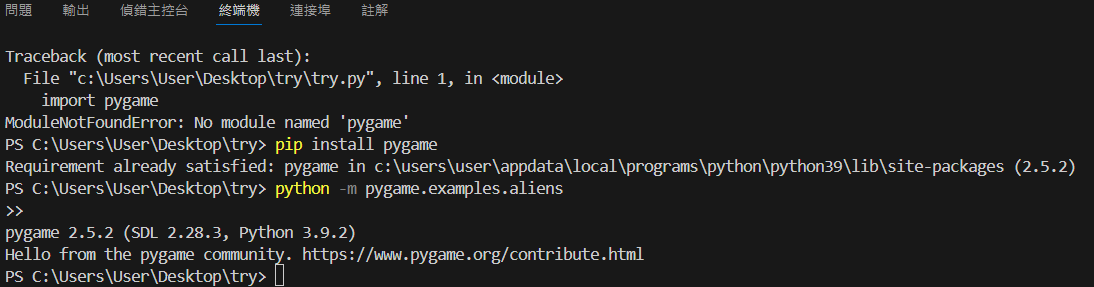 問題 輸出 偵錯主控台 終端機 連接埠 註解
Traceback (most recent call last):
  File "c:\Users\User\Desktop\try\try.py", line 1, in <module>
    import pygame
ModuleNotFoundError: No module named 'pygame'
PS C:\Users\User\Desktop\try> pip install pygame
Requirement already satisfied: pygame in c:\users\user\appdata\local\programs\python\python39\lib\site-packages (2.5.2)
PS C:\Users\User\Desktop\try> python -m pygame.examples.aliens
>>
pygame 2.5.2 (SDL 2.28.3, Python 3.9.2)
Hello from the pygame community. https://www.pygame.org/contribute.html
PS C:\Users\User\Desktop\try>